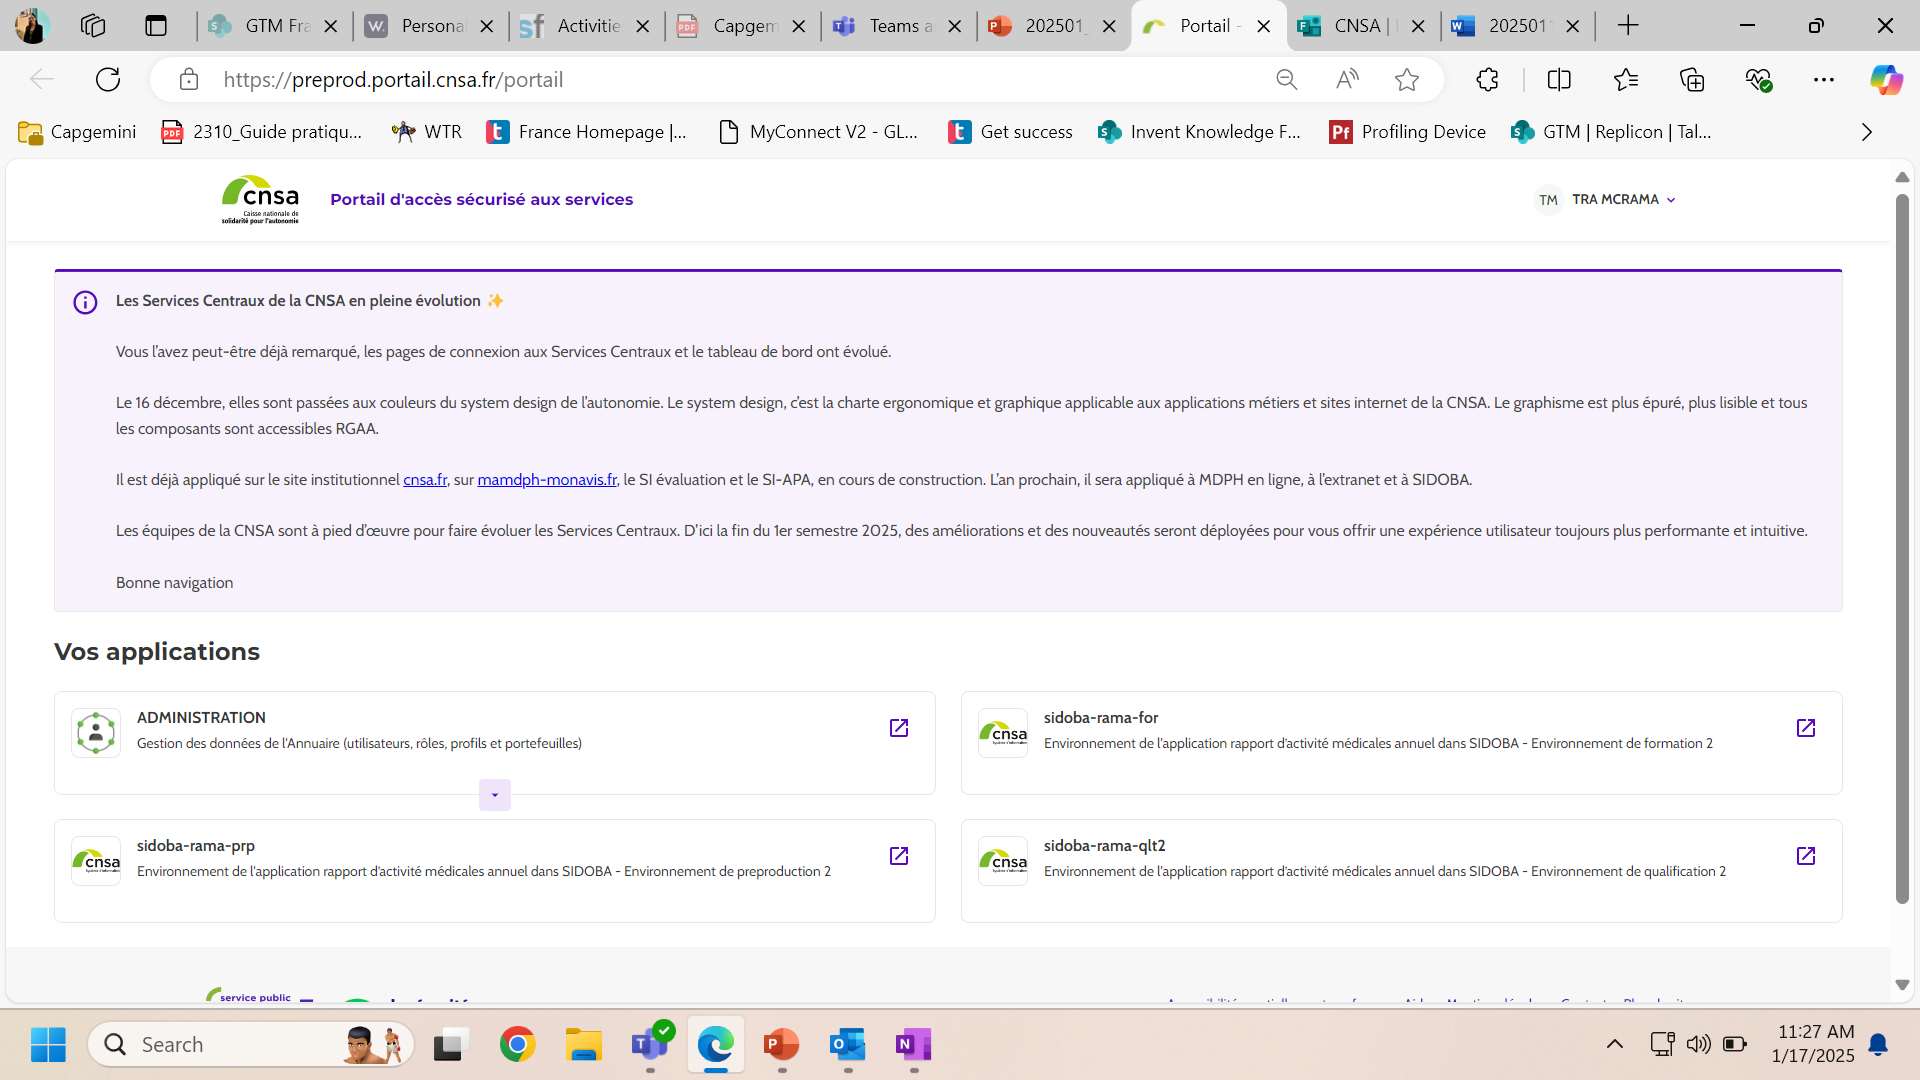 GTM Fra
Personal
Activitie
Capgem
Teams a
202501_
Portail -
CNSA |
202501
https://preprod.portail.cnsa.fr/portail
Capgemini
2310_Guide pratiqu...
WTR
France Homepage |...
MyConnect V2 - GL...
Get success
Invent Knowledge F...
Profiling Device
GTM | Replicon | Tal...
cnsa
Caisse nationale de
solidarité pour l'autonomie
Portail d'accès sécurisé aux services
TM
TRA MCRAMA
Les Services Centraux de la CNSA en pleine évolution ✨
Vous l’avez peut-être déjà remarqué, les pages de connexion aux Services Centraux et le tableau de bord ont évolué.
Le 16 décembre, elles sont passées aux couleurs du system design de l’autonomie. Le system design, c’est la charte ergonomique et graphique applicable aux applications métiers et sites internet de la CNSA. Le graphisme est plus épuré, plus lisible et tous
les composants sont accessibles RGAA.
Il est déjà appliqué sur le site institutionnel cnsa.fr, sur mamdph-monavis.fr, le SI évaluation et le SI-APA, en cours de construction. L’an prochain, il sera appliqué à MDPH en ligne, à l’extranet et à SIDOBA.
Les équipes de la CNSA sont à pied d’œuvre pour faire évoluer les Services Centraux. D’ici la fin du 1er semestre 2025, des améliorations et des nouveautés seront déployées pour vous offrir une expérience utilisateur toujours plus performante et intuitive.
Bonne navigation
Vos applications
ADMINISTRATION
Gestion des données de l'Annuaire (utilisateurs, rôles, profils et portefeuilles)
cnsa
sidoba-rama-for
Environnement de l'application rapport d'activité médicales annuel dans SIDOBA - Environnement de formation 2
cnsa
sidoba-rama-prp
Environnement de l'application rapport d'activité médicales annuel dans SIDOBA - Environnement de preproduction 2
cnsa
sidoba-rama-qlt2
Environnement de l'application rapport d'activité médicales annuel dans SIDOBA - Environnement de qualification 2
service public
Search
11:27 AM
1/17/2025